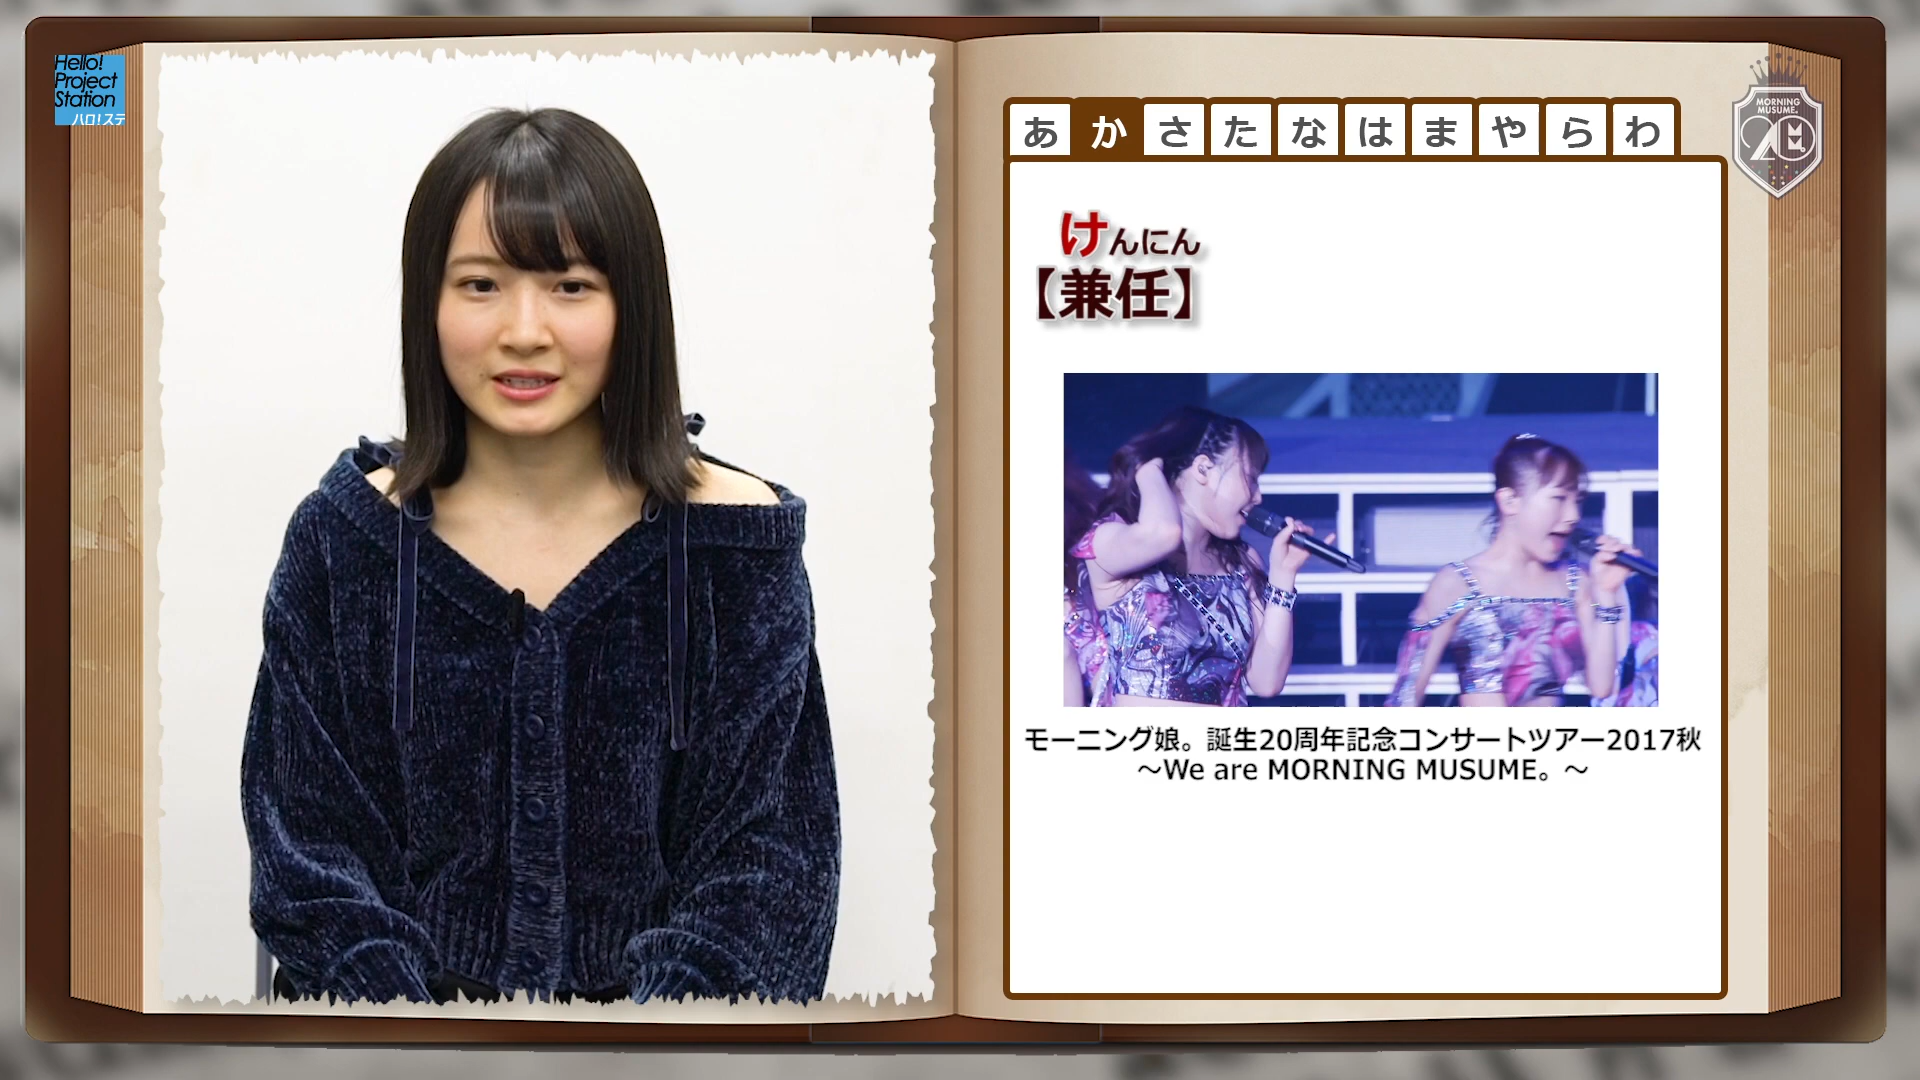 Hello!
Project
Station
ハロ!ステ
あ か さ た な は ま や ら わ
MORNING
MUSUME。
20
けんにん
【兼任】
モーニング娘。誕生20周年記念コンサートツアー2017秋
～We are MORNING MUSUME。～